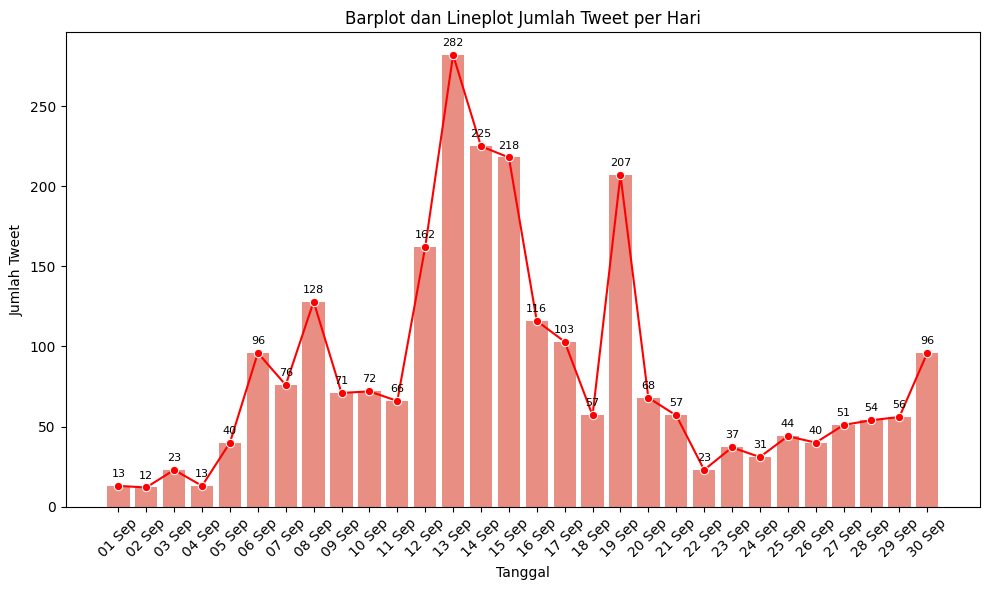 Barplot dan Lineplot Jumlah Tweet per Hari
Jumlah Tweet
250
200
150
100
50
0
13
12
23
13
40
96
76
128
71
72
66
162
282
225
218
116
103
57
207
68
57
23
37
31
44
40
51
54
56
96
01 Sep
02 Sep
03 Sep
04 Sep
05 Sep
06 Sep
07 Sep
08 Sep
09 Sep
10 Sep
11 Sep
12 Sep
13 Sep
14 Sep
15 Sep
16 Sep
17 Sep
18 Sep
19 Sep
20 Sep
21 Sep
22 Sep
23 Sep
24 Sep
25 Sep
26 Sep
27 Sep
28 Sep
29 Sep
30 Sep
Tanggal